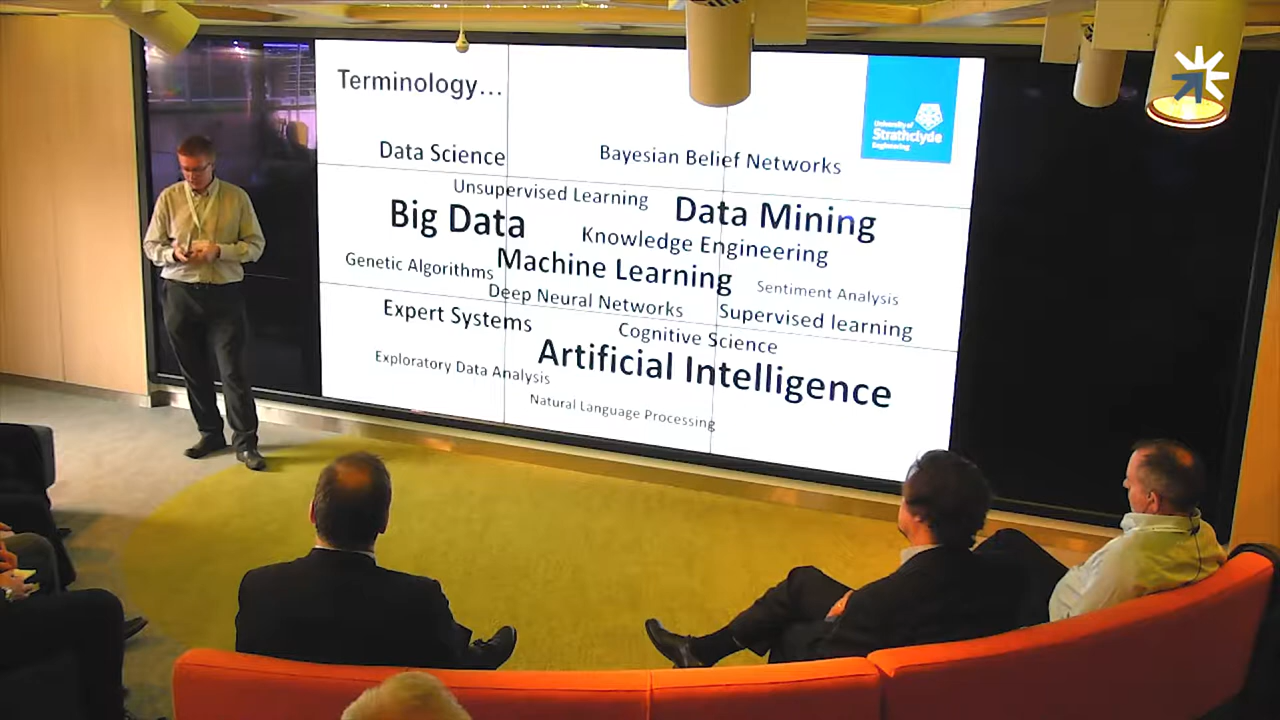 Terminology...
University of
Strathclyde
Engineering
Data Science
Bayesian Belief Networks
Unsupervised Learning
Data Mining
Big Data
Knowledge Engineering
Machine Learning
Genetic Algorithms
Sentiment Analysis
Deep Neural Networks
Supervised learning
Expert Systems
Cognitive Science
Artificial Intelligence
Exploratory Data Analysis
Natural Language Processing